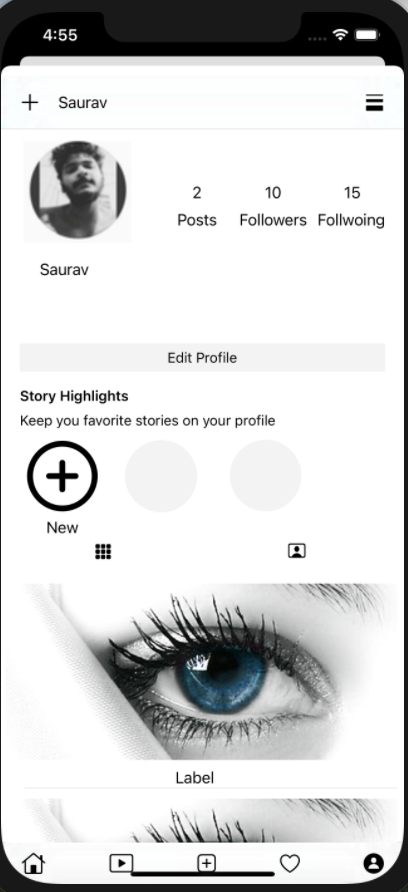 4:55
Saurav
2 10 15
Posts Followers Follwoing
Saurav
Edit Profile
Story Highlights
Keep you favorite stories on your profile
New
Label